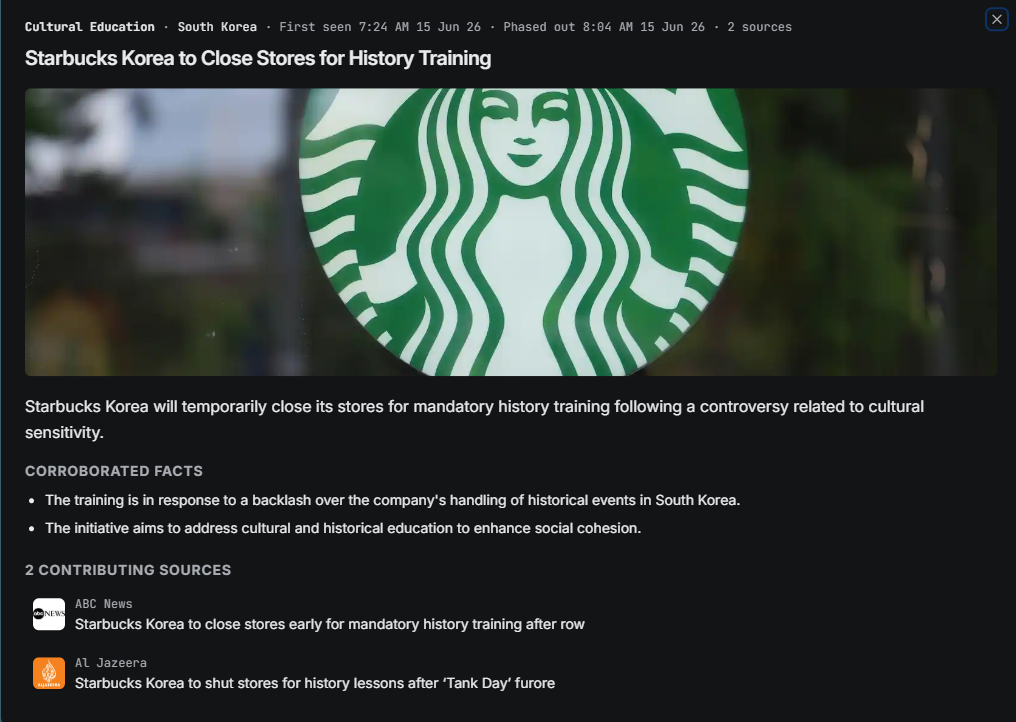 Cultural Education · South Korea · First seen 7:24 AM 15 Jun 26 · Phased out 8:04 AM 15 Jun 26 · 2 sources
Starbucks Korea to Close Stores for History Training
Starbucks Korea will temporarily close its stores for mandatory history training following a controversy related to cultural
sensitivity.
CORROBORATED FACTS
• The training is in response to a backlash over the company's handling of historical events in South Korea.
• The initiative aims to address cultural and historical education to enhance social cohesion.
2 CONTRIBUTING SOURCES
abc NEWS
ABC News
Starbucks Korea to close stores early for mandatory history training after row
ALJAZEERA
Al Jazeera
Starbucks Korea to shut stores for history lessons after ‘Tank Day’ furore